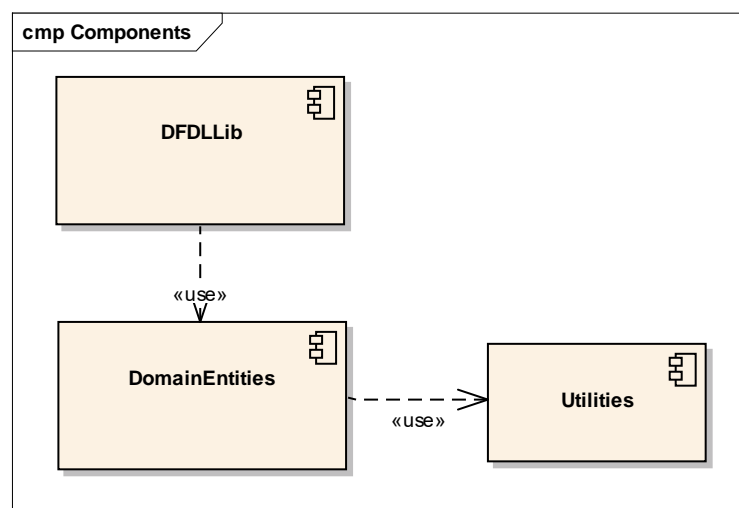 cmp Components
DFDLLib
«use»
DomainEntities
Utilities
«use»